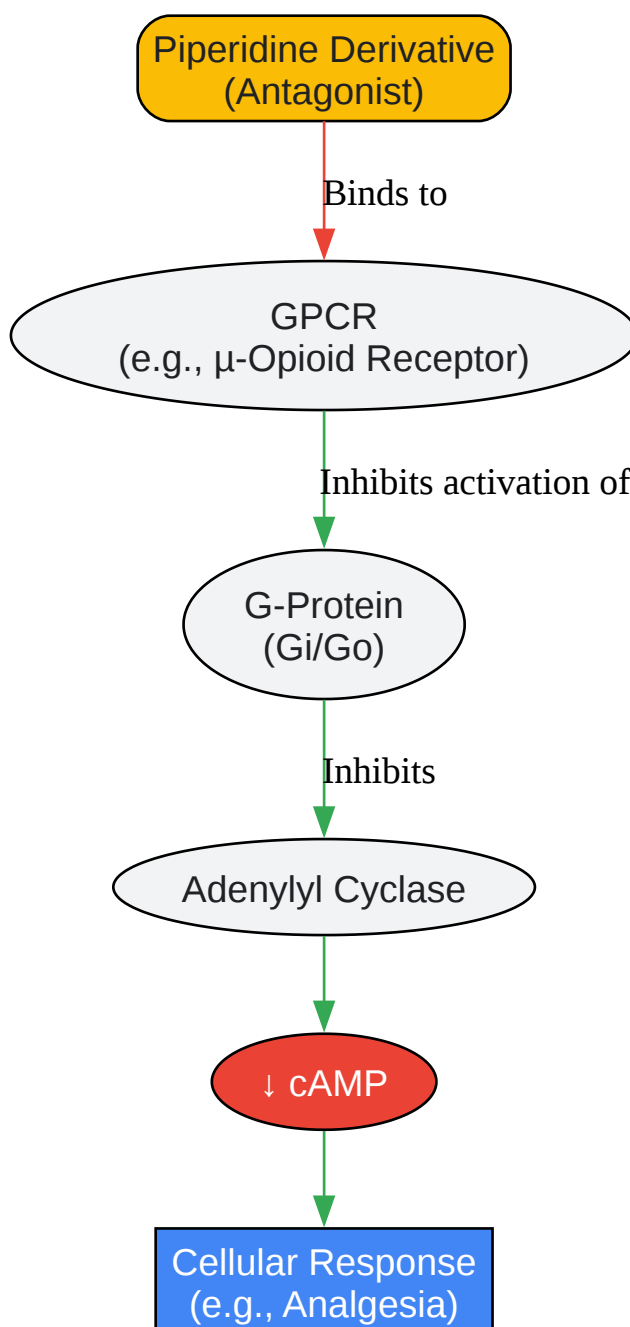 Piperidine Derivative
(Antagonist)
Binds to
GPCR
(e.g., µ-Opioid Receptor)
Inhibits activation of
G-Protein
(Gi/Go)
Inhibits
Adenylyl Cyclase
↓ cAMP
Cellular Response
(e.g., Analgesia)